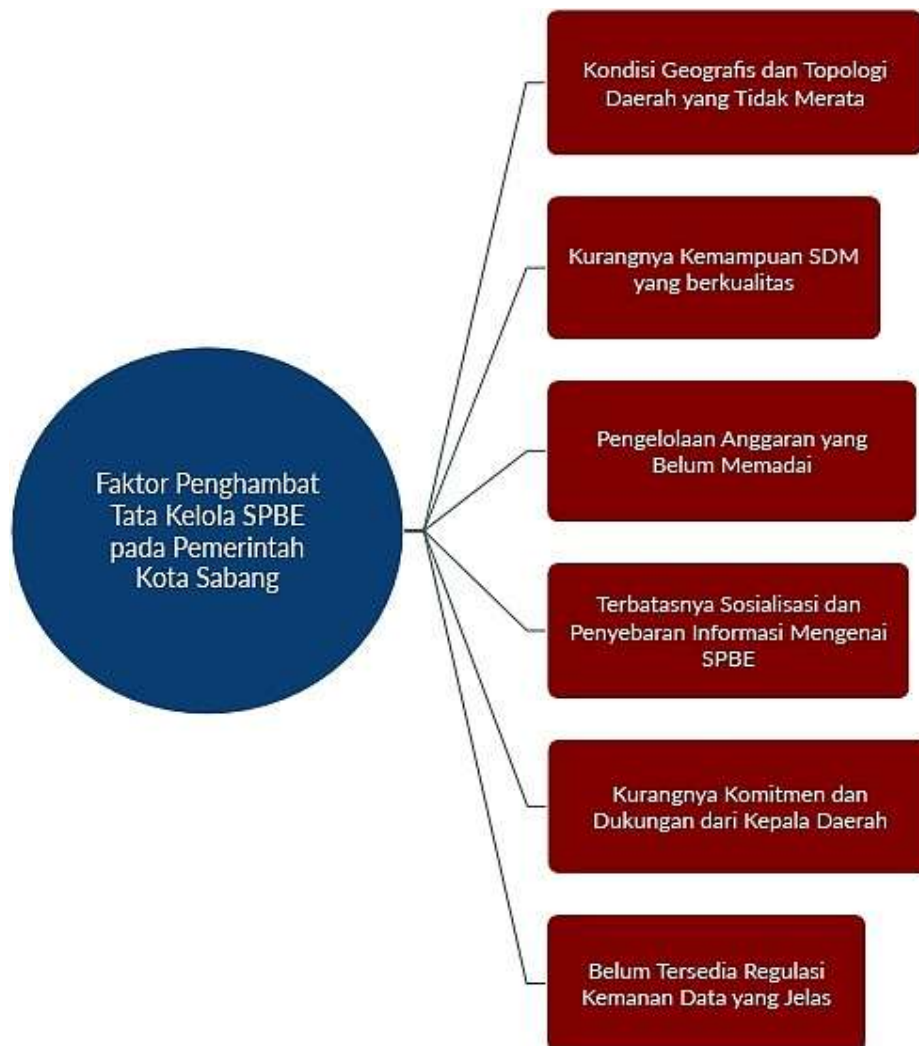 Kondisi Geografis dan Topologi
Daerah yang Tidak Merata
Kurangnya Kemampuan SDM
yang berkualitas
Pengelolaan Anggaran yang
Belum Memadai
Faktor Penghambat
Tata Kelola SPBE
pada Pemerintah
Kota Sabang
Terbatasnya Sosialisasi dan
Penyebaran Informasi Mengenai
SPBE
Kurangnya Komitmen dan
Dukungan dari Kepala Daerah
Belum Tersedia Regulasi
Kemanan Data yang Jelas